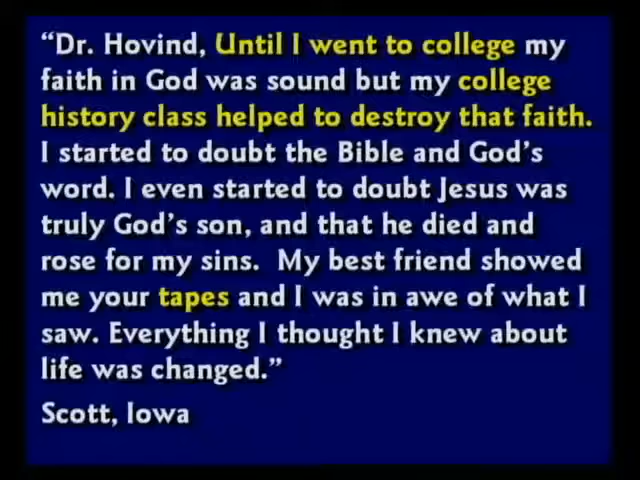 “Dr. Hovind, Until I went to college my
faith in God was sound but my college
history class helped to destroy that faith.
I started to doubt the Bible and God’s
word. I even started to doubt Jesus was
truly God’s son, and that he died and
rose for my sins.  My best friend showed
me your tapes and I was in awe of what I
saw. Everything I thought I knew about
life was changed.”
Scott, Iowa